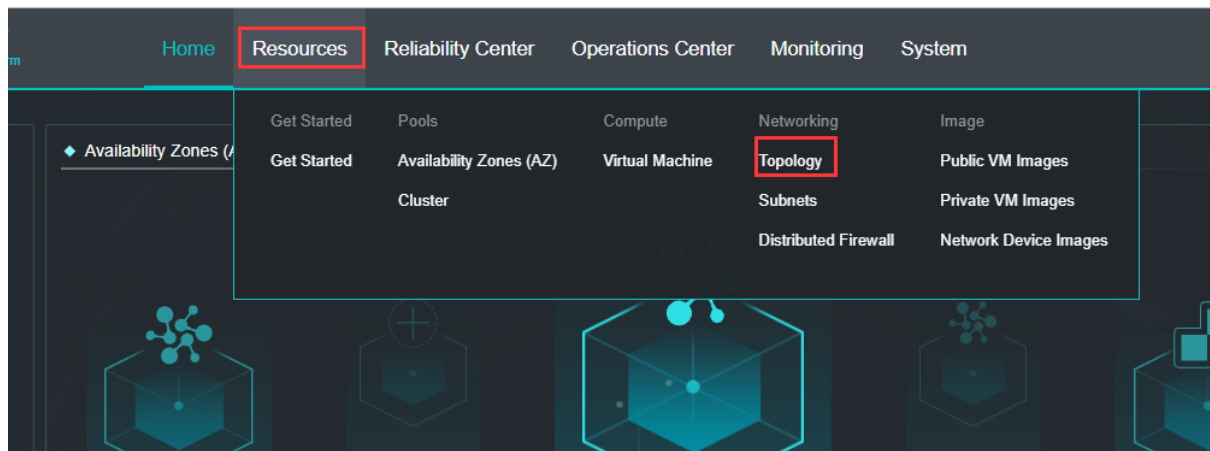 Home Resources Reliability Center Operations Center Monitoring System
rm
Get Started Pools Compute Networking Image
Availability Zones (A
Get Started Availability Zones (AZ) Virtual Machine Topology Public VM Images
Cluster Subnets Private VM Images
Distributed Firewall Network Device Images